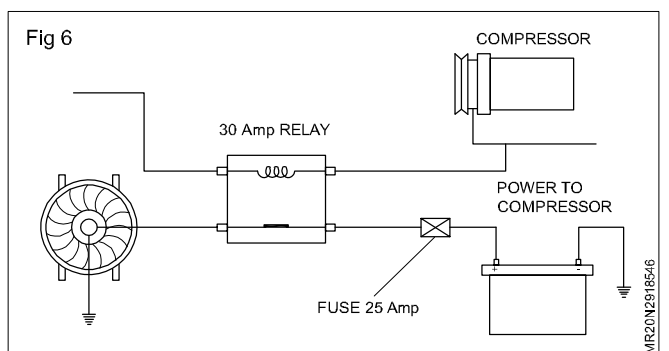 Fig 6
COMPRESSOR
30 Amp RELAY
POWER TO
COMPRESSOR
+ -
FUSE 25 Amp
MR20N2918546